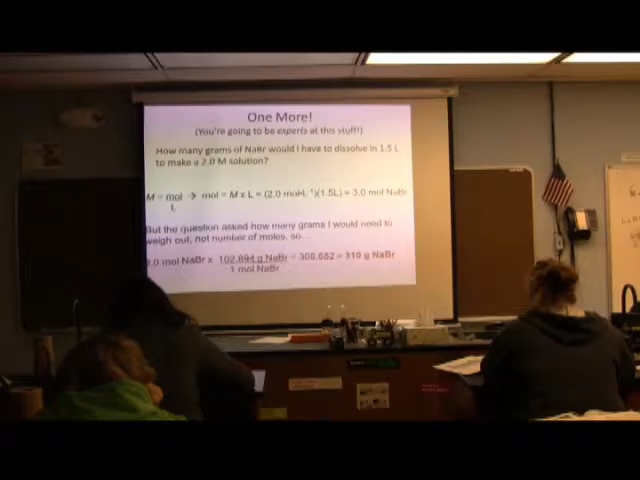 One More!
(You're going to be experts at this stuff!)
How many grams of NaBr would I have to dissolve in 1.5 L
to make a 2.0 M solution?
M = mol → mol = M x L = (2.0 mol•L⁻¹)(1.5L) = 3.0 mol NaBr
L
But the question asked how many grams I would need to
weigh out, not number of moles, so…
.0 mol NaBr x 102.894 g NaBr = 308.682 = 310 g NaBr
1 mol NaBr